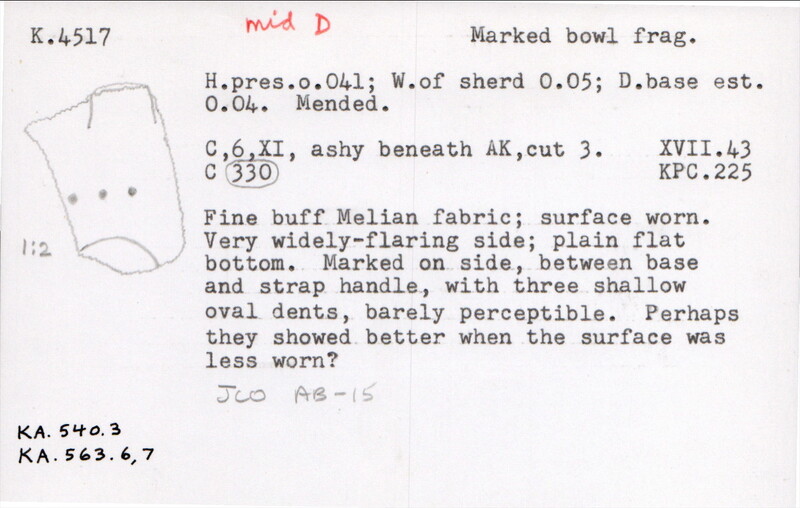 K.4517
mid D
Marked bowl frag.
H.pres.o.041; W.of sherd 0.05; D.base est.
0.04. Mended.
C,6,XI, ashy beneath AK,cut 3. XVII.43
C 330 KPC.225
Fine buff Melian fabric; surface worn.
Very widely-flaring side; plain flat
bottom. Marked on side, between base
and strap handle, with three shallow
oval dents, barely perceptible. Perhaps
they showed better when the surface was
less worn?
1:2
JLO AB-15
KA.540.3
KA.563.6,7